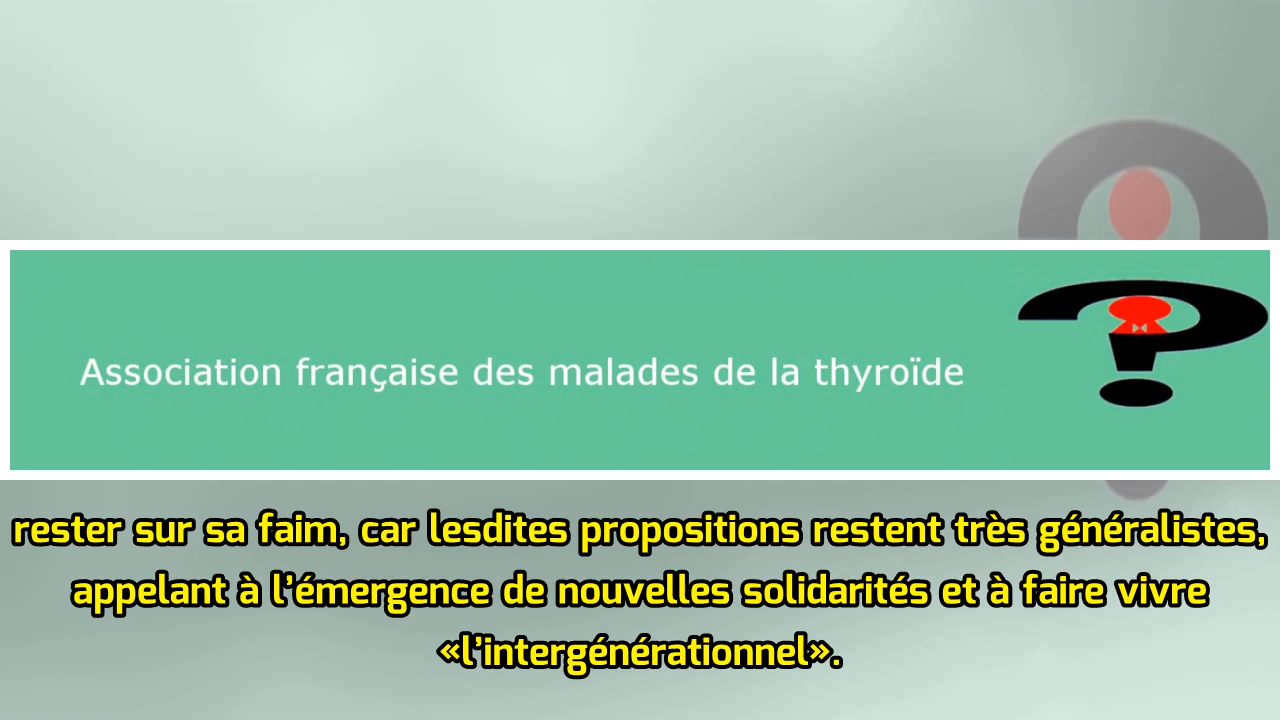 Association française des malades de la thyroïde
rester sur sa faim, car lesdites propositions restent très généralistes,
appelant à l’émergence de nouvelles solidarités et à faire vivre
«l’intergénérationnel».